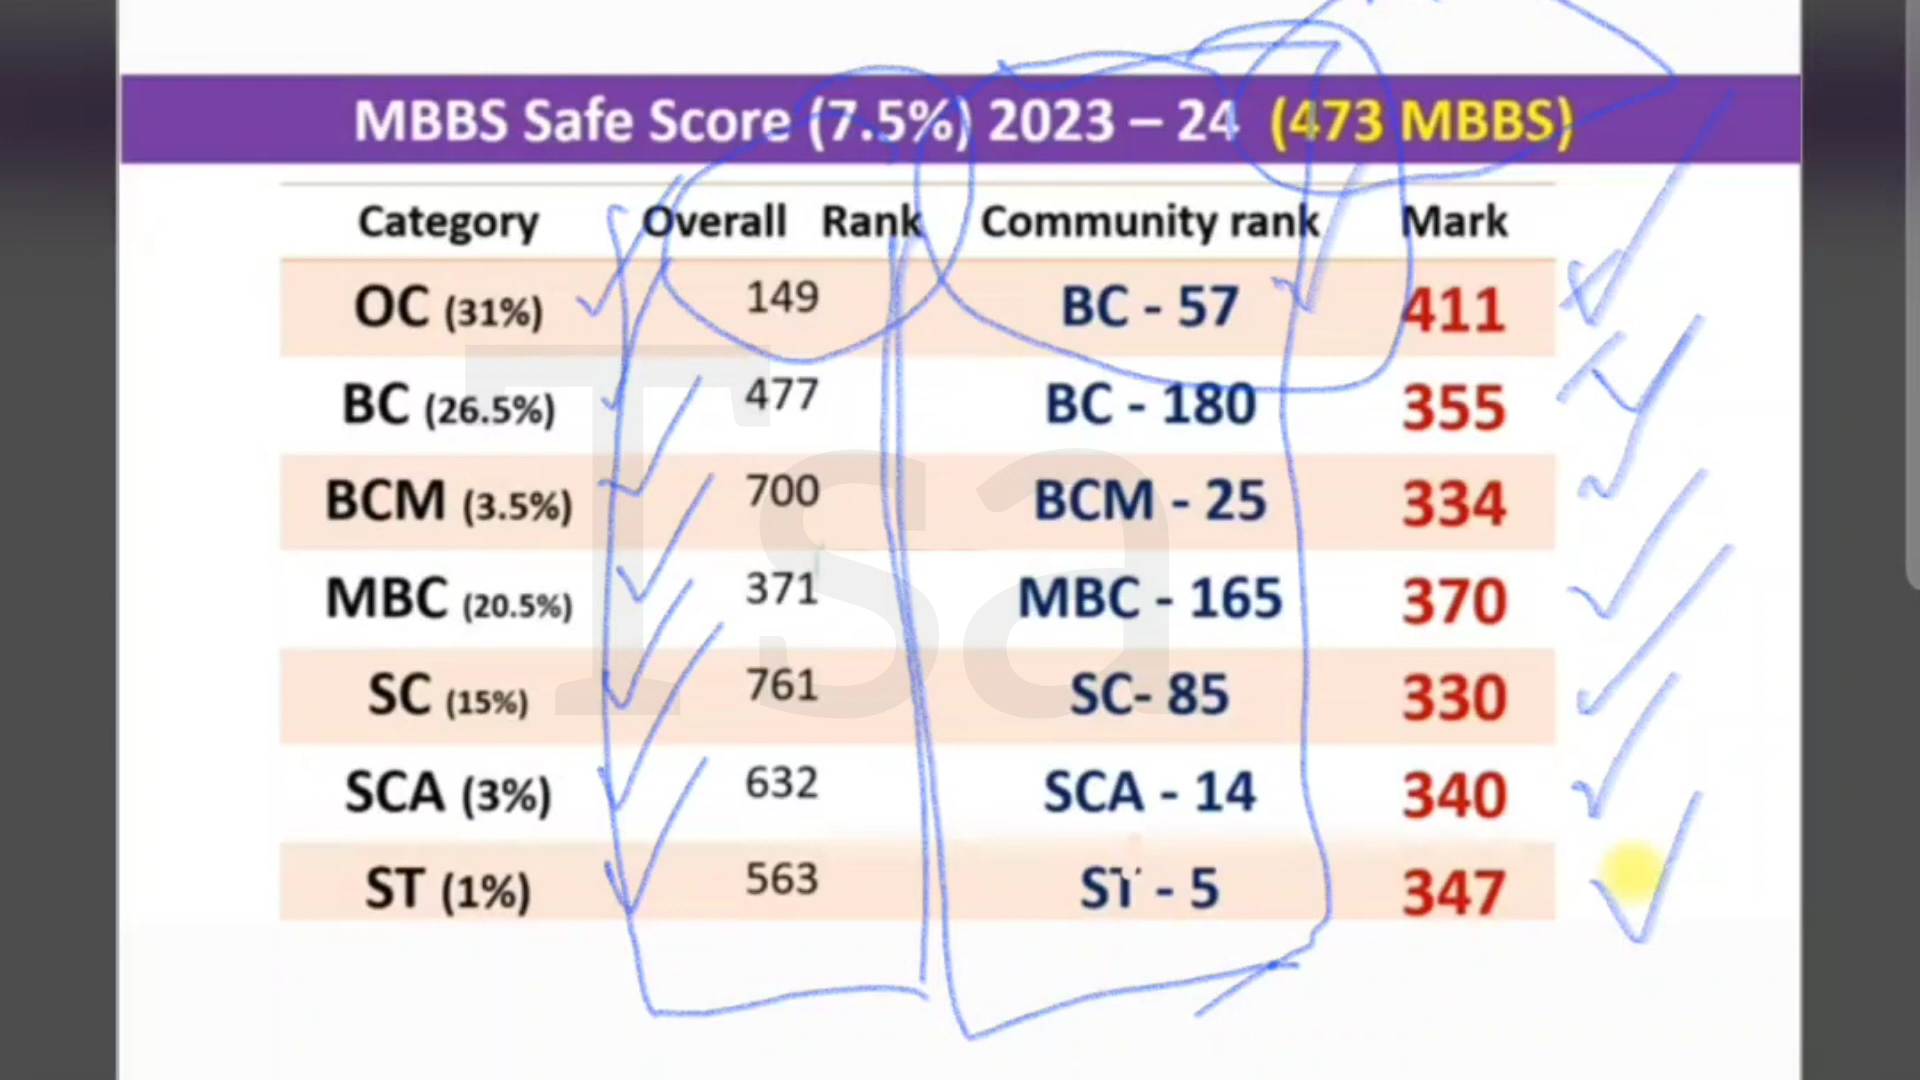 MBBS Safe Score (7.5%) 2023 – 24 (473 MBBS)
Category Overall Rank Community rank Mark
OC (31%) 149 BC - 57 411
BC (26.5%) 477 BC - 180 355
BCM (3.5%) 700 BCM - 25 334
MBC (20.5%) 371 MBC - 165 370
SC (15%) 761 SC- 85 330
SCA (3%) 632 SCA - 14 340
ST (1%) 563 ST - 5 347
Tsa